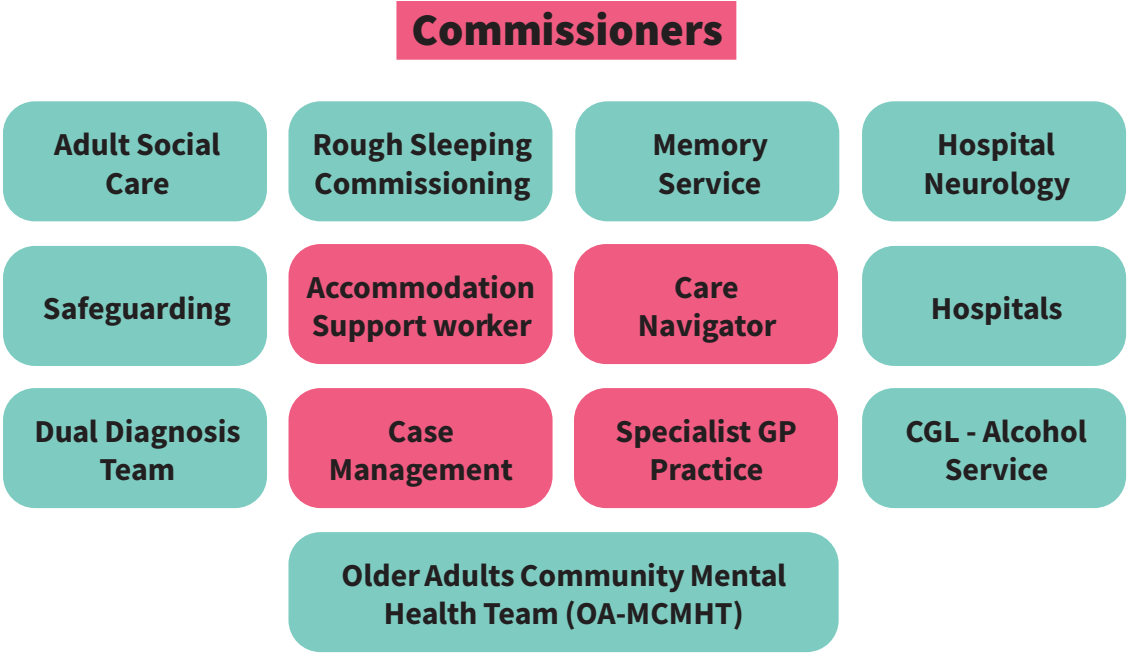 Commissioners
Adult Social
Care
Rough Sleeping
Commissioning
Memory
Service
Hospital
Neurology
Safeguarding
Accommodation
Support worker
Care
Navigator
Hospitals
Dual Diagnosis
Team
Case
Management
Specialist GP
Practice
CGL - Alcohol
Service
Older Adults Community Mental
Health Team (OA-MCMHT)